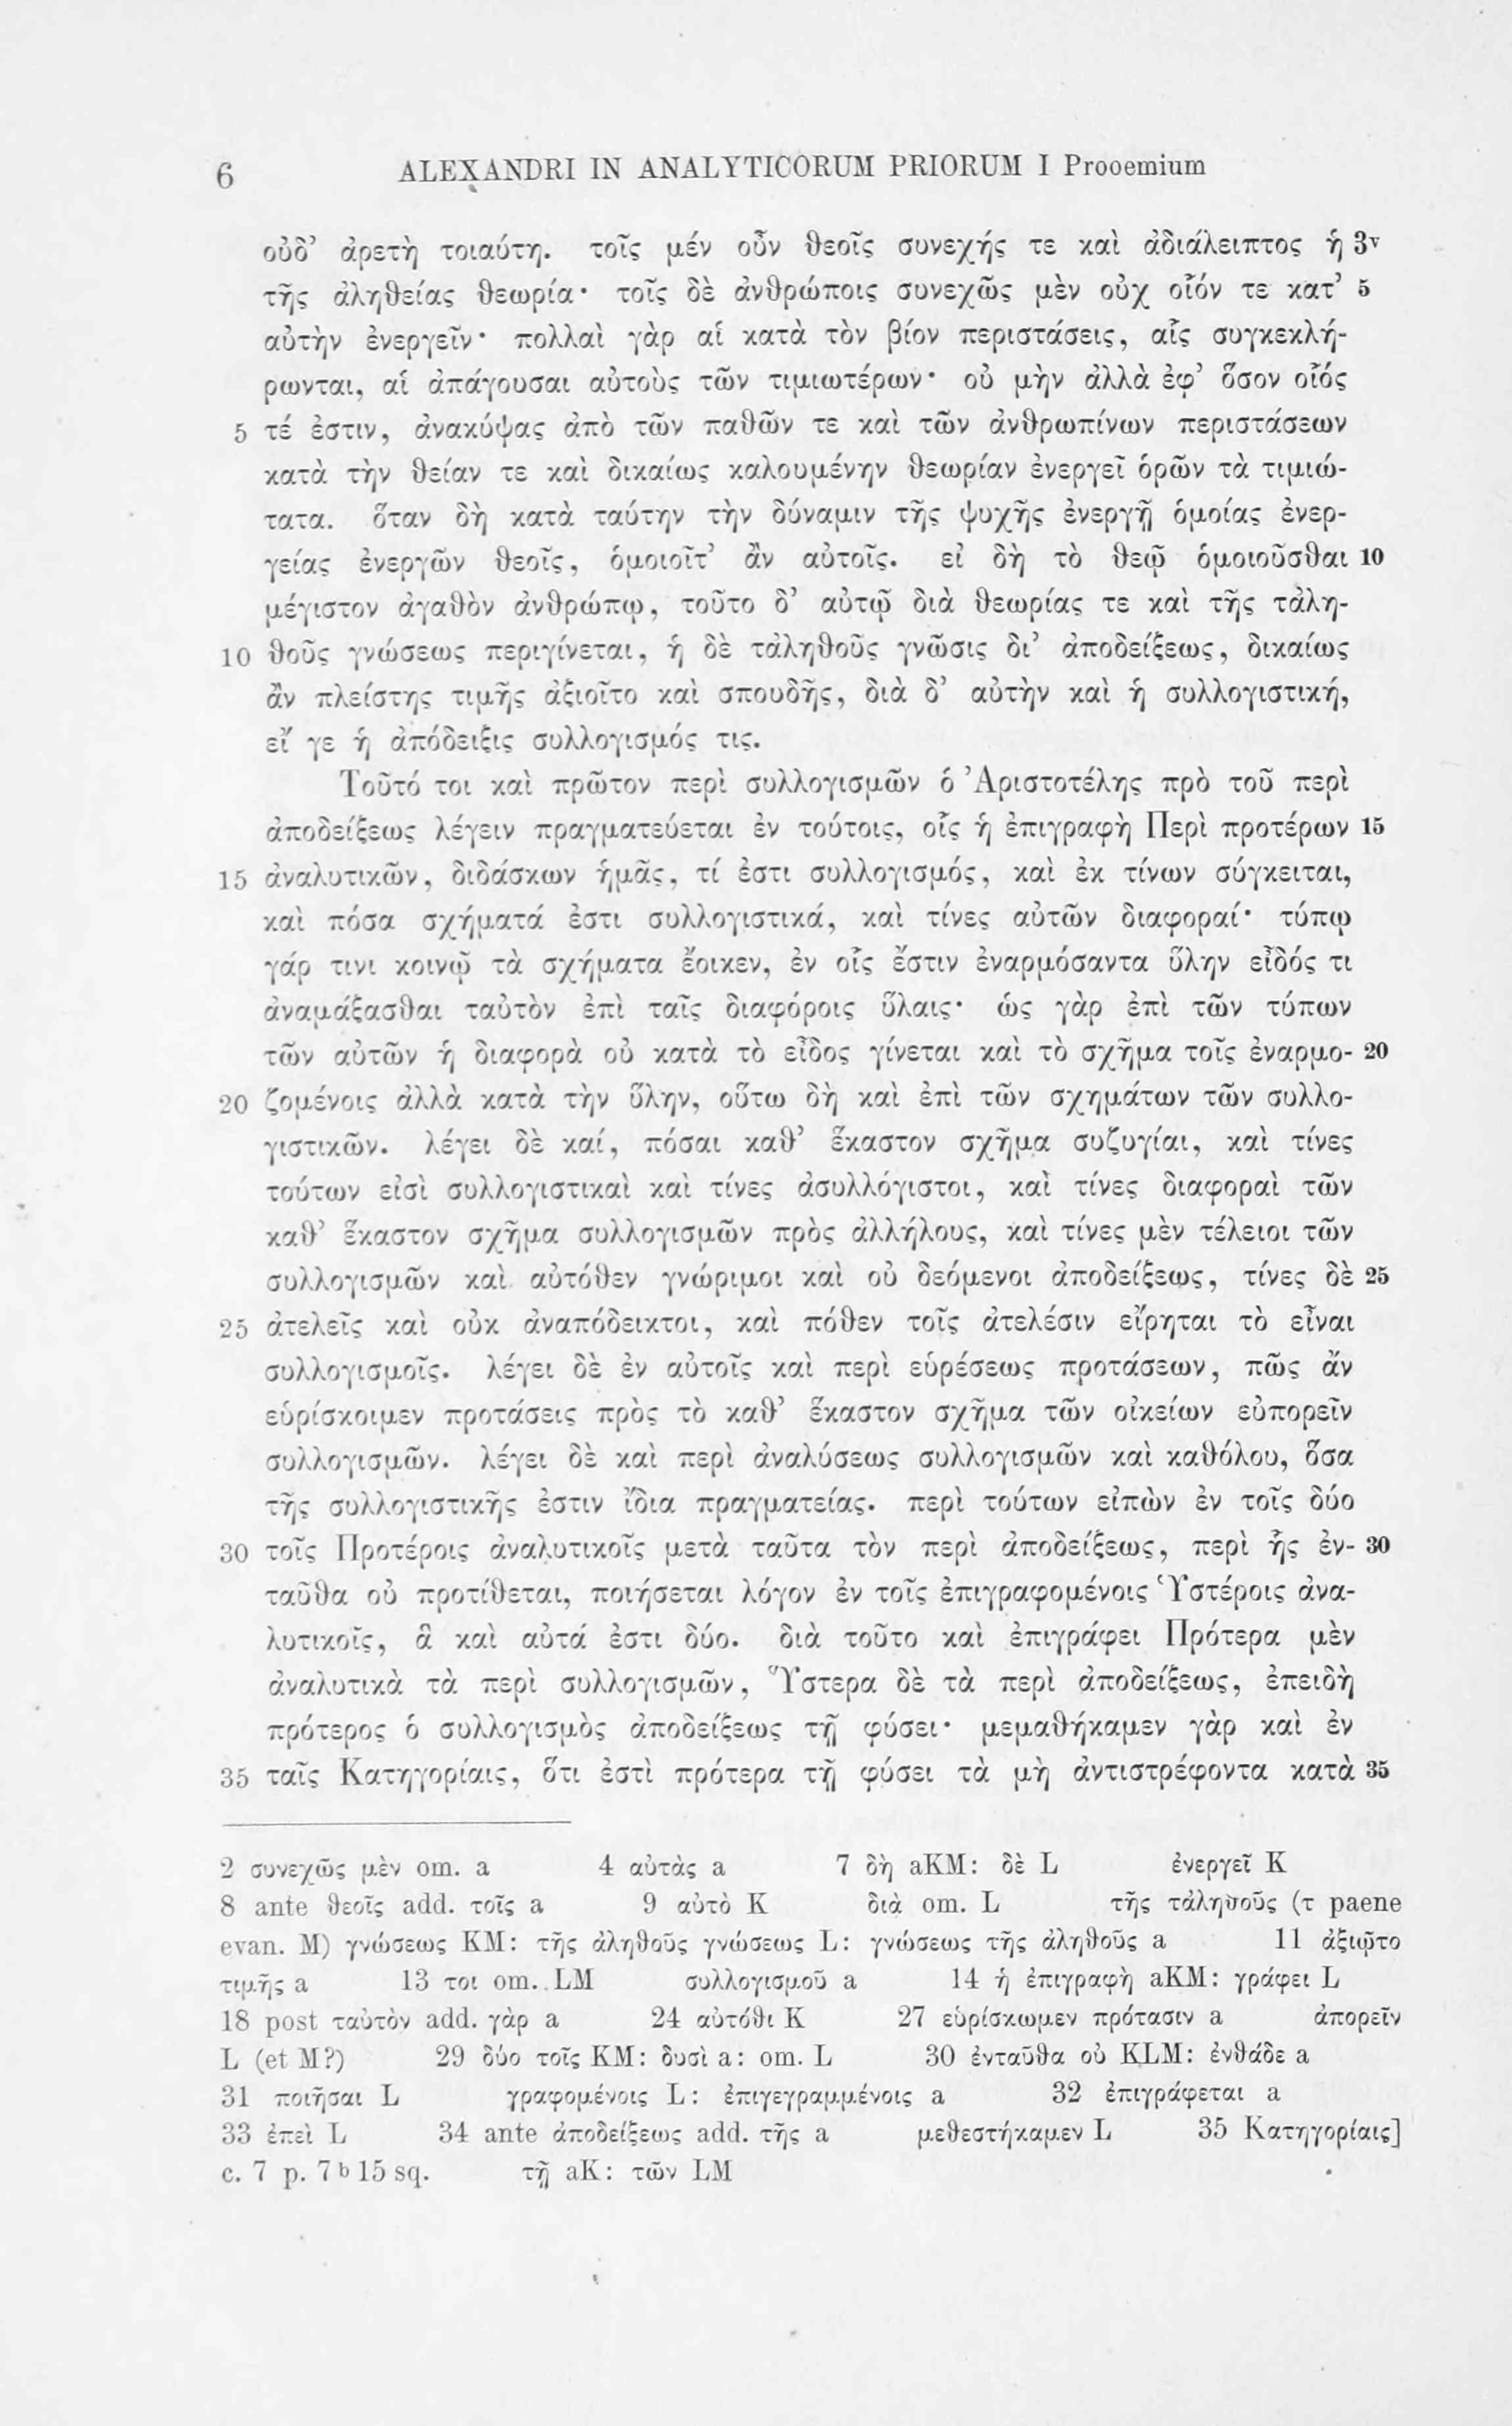 6 ALEXANDRI IN ANALYTICORUM PRIORUM I Prooemium
οὐδ’ ἀρετὴ τοιαύτη. τοῖς μέν οὖν θεοῖς συνεχής τε καὶ ἀδιάλειπτος ἡ 3v
τῆς ἀληθείας θεωρία· τοῖς δὲ ἀνθρώποις συνεχῶς μὲν οὐχ οἷόν τε κατ’ 5
αὐτὴν ἐνεργεῖν· πολλαὶ γὰρ αἱ κατὰ τὸν βίον περιστάσεις, αἷς συγκεκλή-
ρωνται, αἱ ἀπάγουσαι αὐτοὺς τῶν τιμιωτέρων· οὐ μὴν ἀλλὰ ἐφ’ ὅσον οἷός
5 τέ ἐστιν, ἀνακύψας ἀπὸ τῶν παθῶν τε καὶ τῶν ἀνθρωπίνων περιστάσεων
κατὰ τὴν θείαν τε καὶ δικαίως καλουμένην θεωρίαν ἐνεργεῖ ὁρῶν τὰ τιμιώ-
τατα. ὅταν δὴ κατὰ ταύτην τὴν δύναμιν τῆς ψυχῆς ἐνεργῇ ὁμοίας ἐνερ-
γείας ἐνεργῶν θεοῖς, ὁμοιοῖτ’ ἂν αὐτοῖς. εἰ δὴ τὸ θεῷ ὁμοιοῦσθαι 10
μέγιστον ἀγαθὸν ἀνθρώπῳ, τοῦτο δ’ αὐτῷ διὰ θεωρίας τε καὶ τῆς τἀλη-
10 θοῦς γνώσεως περιγίνεται, ἡ δὲ τἀληθοῦς γνῶσις δι’ ἀποδείξεως, δικαίως
ἂν πλείστης τιμῆς ἀξιοῖτο καὶ σπουδῆς, διὰ δ’ αὐτὴν καὶ ἡ συλλογιστική,
εἴ γε ἡ ἀπόδειξις συλλογισμός τις.
Τοῦτό τοι καὶ πρῶτον περὶ συλλογισμῶν ὁ Ἀριστοτέλης πρὸ τοῦ περὶ
ἀποδείξεως λέγειν πραγματεύεται ἐν τούτοις, οἷς ἡ ἐπιγραφὴ Περὶ προτέρων 15
15 ἀναλυτικῶν, διδάσκων ἡμᾶς, τί ἐστι συλλογισμός, καὶ ἐκ τίνων σύγκειται,
καὶ πόσα σχήματά ἐστι συλλογιστικά, καὶ τίνες αὐτῶν διαφοραί· τύπῳ
γάρ τινι κοινῷ τὰ σχήματα ἔοικεν, ἐν οἷς ἔστιν ἐναρμόσαντα ὕλην εἶδός τι
ἀναμάξασθαι ταὐτὸν ἐπὶ ταῖς διαφόροις ὕλαις· ὡς γὰρ ἐπὶ τῶν τύπων
τῶν αὐτῶν ἡ διαφορὰ οὐ κατὰ τὸ εἶδος γίνεται καὶ τὸ σχῆμα τοῖς ἐναρμο- 20
20 ζομένοις ἀλλὰ κατὰ τὴν ὕλην, οὕτω δὴ καὶ ἐπὶ τῶν σχημάτων τῶν συλλο-
γιστικῶν. λέγει δὲ καί, πόσαι καθ’ ἕκαστον σχῆμα συζυγίαι, καὶ τίνες
τούτων εἰσὶ συλλογιστικαὶ καὶ τίνες ἀσυλλόγιστοι, καὶ τίνες διαφοραὶ τῶν
καθ’ ἕκαστον σχῆμα συλλογισμῶν πρὸς ἀλλήλους, καὶ τίνες μὲν τέλειοι τῶν
συλλογισμῶν καὶ αὐτόθεν γνώριμοι καὶ οὐ δεόμενοι ἀποδείξεως, τίνες δὲ 25
25 ἀτελεῖς καὶ οὐκ ἀναπόδεικτοι, καὶ πόθεν τοῖς ἀτελέσιν εἴρηται τὸ εἶναι
συλλογισμοῖς. λέγει δὲ ἐν αὐτοῖς καὶ περὶ εὑρέσεως προτάσεων, πῶς ἄν
εὑρίσκοιμεν προτάσεις πρὸς τὸ καθ’ ἕκαστον σχῆμα τῶν οἰκείων εὐπορεῖν
συλλογισμῶν. λέγει δὲ καὶ περὶ ἀναλύσεως συλλογισμῶν καὶ καθόλου, ὅσα
τῆς συλλογιστικῆς ἐστιν ἴδια πραγματείας. περὶ τούτων εἰπὼν ἐν τοῖς δύο
30 τοῖς Προτέροις ἀναλυτικοῖς μετὰ ταῦτα τὸν περὶ ἀποδείξεως, περὶ ἧς ἐν- 30
ταῦθα οὐ προτίθεται, ποιήσεται λόγον ἐν τοῖς ἐπιγραφομένοις Ὑστέροις ἀνα-
λυτικοῖς, ἃ καὶ αὐτά ἐστι δύο. διὰ τοῦτο καὶ ἐπιγράφει Πρότερα μὲν
ἀναλυτικὰ τὰ περὶ συλλογισμῶν, Ὕστερα δὲ τὰ περὶ ἀποδείξεως, ἐπειδὴ
πρότερος ὁ συλλογισμὸς ἀποδείξεως τῇ φύσει· μεμαθήκαμεν γὰρ καὶ ἐν
35 ταῖς Κατηγορίαις, ὅτι ἐστὶ πρότερα τῇ φύσει τὰ μὴ ἀντιστρέφοντα κατὰ 35
2 συνεχῶς μὲν om. a 4 αὐτὰς a 7 δὴ aKM: δὲ L ἐνεργεῖ K
8 ante θεοῖς add. τοῖς a 9 αὐτὸ K διὰ om. L τῆς τἀληθοῦς (τ paene
evan. M) γνώσεως KM: τῆς ἀληθοῦς γνώσεως L: γνώσεως τῆς ἀληθοῦς a 11 ἀξιῷτο
τιμῆς a 13 τοι om. LM συλλογισμοῦ a 14 ἡ ἐπιγραφὴ aKM: γράφει L
18 post ταὐτὸν add. γὰρ a 24 αὐτόθι K 27 εὑρίσκωμεν πρότασιν a ἀπορεῖν
L (et M?) 29 δύο τοῖς KM: δυσὶ a: om. L 30 ἐνταῦθα οὐ KLM: ἐνθάδε a
31 ποιῆσαι L γραφομένοις L: ἐπιγεγραμμένοις a 32 ἐπιγράφεται a
33 ἐπεὶ L 34 ante ἀποδείξεως add. τῆς a μεθεστήκαμεν L 35 Κατηγορίαις]
c. 7 p. 7b 15 sq. τῇ aK: τῶν LM